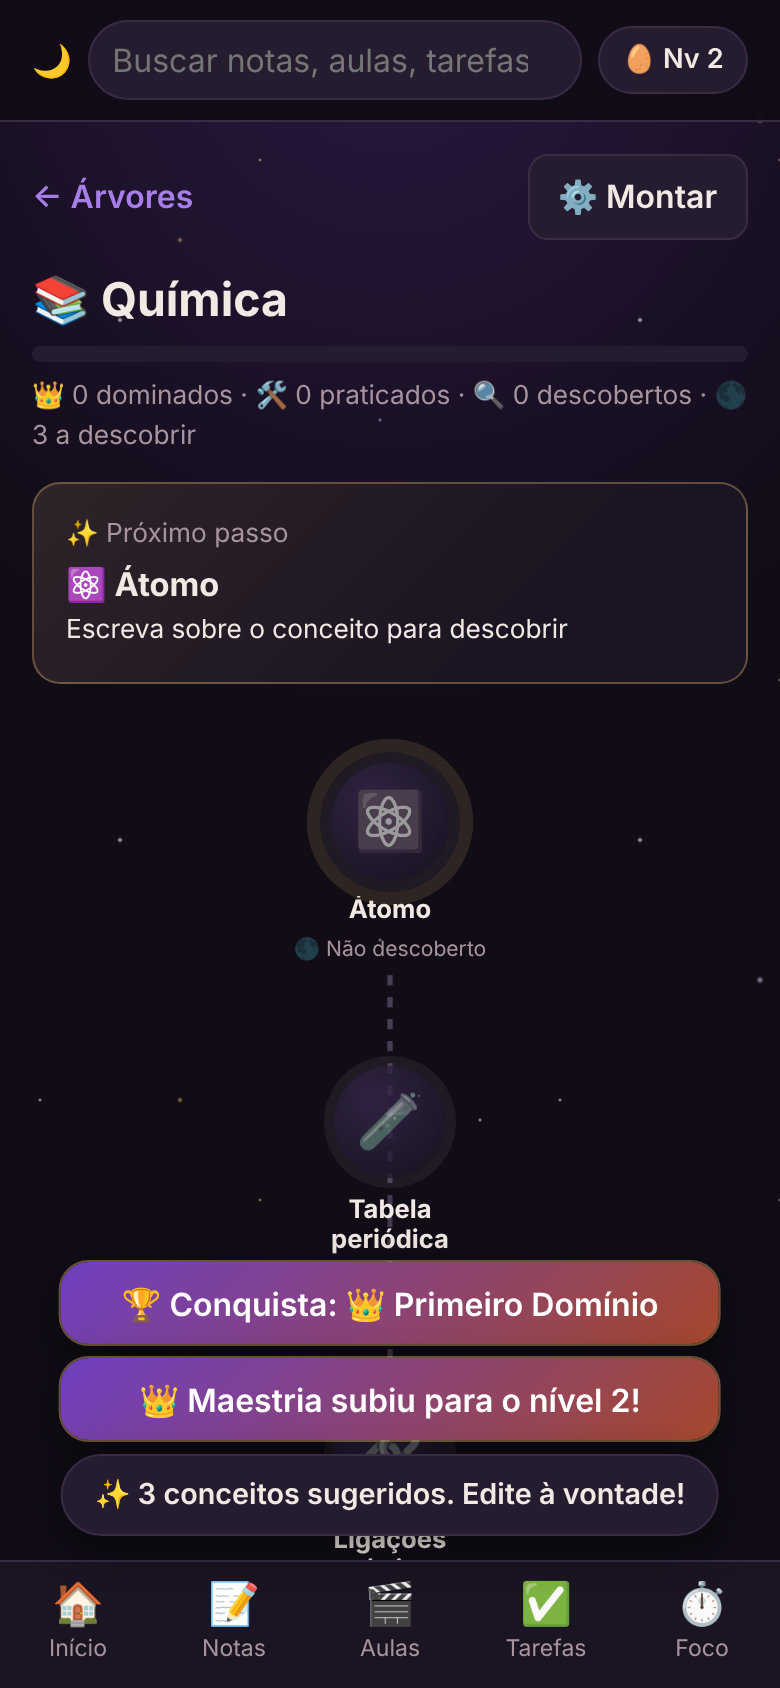 Buscar notas, aulas, tarefas
Nv 2
← Árvores
Montar
Química
0 dominados · 0 praticados · 0 descobertos ·
3 a descobrir
Próximo passo
Átomo
Escreva sobre o conceito para descobrir
Átomo
Não descoberto
Tabela
periódica
Conquista: Primeiro Domínio
Maestria subiu para o nível 2!
3 conceitos sugeridos. Edite à vontade!
Ligações
Início
Notas
Aulas
Tarefas
Foco